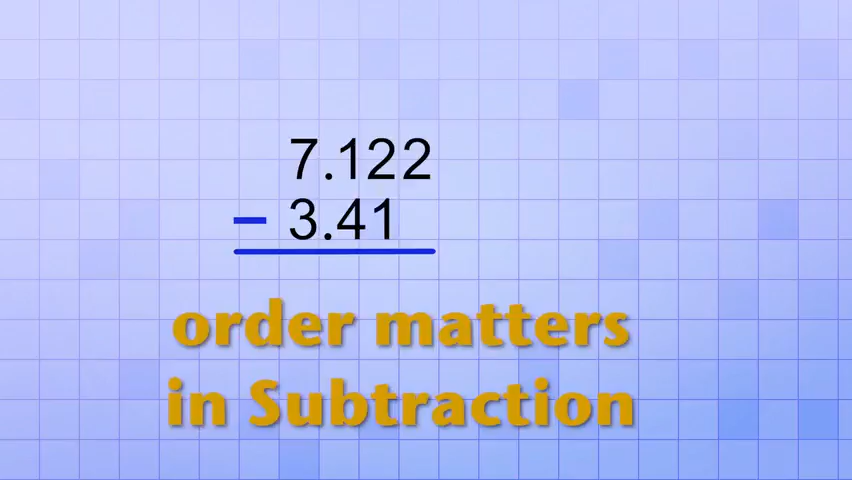 7.122
– 3.41
order matters
in Subtraction